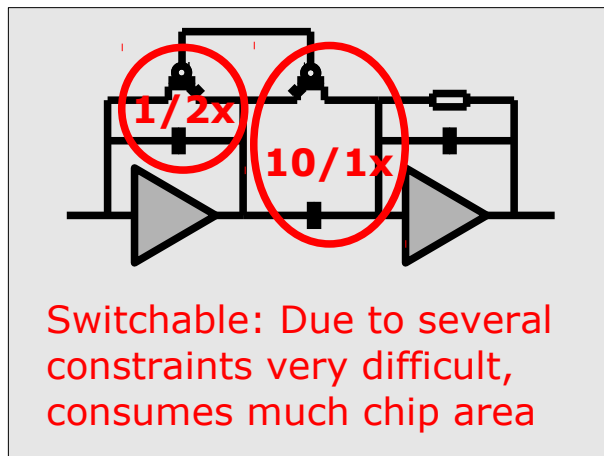 1/2x
10/1x
Switchable: Due to several
constraints very difficult,
consumes much chip area